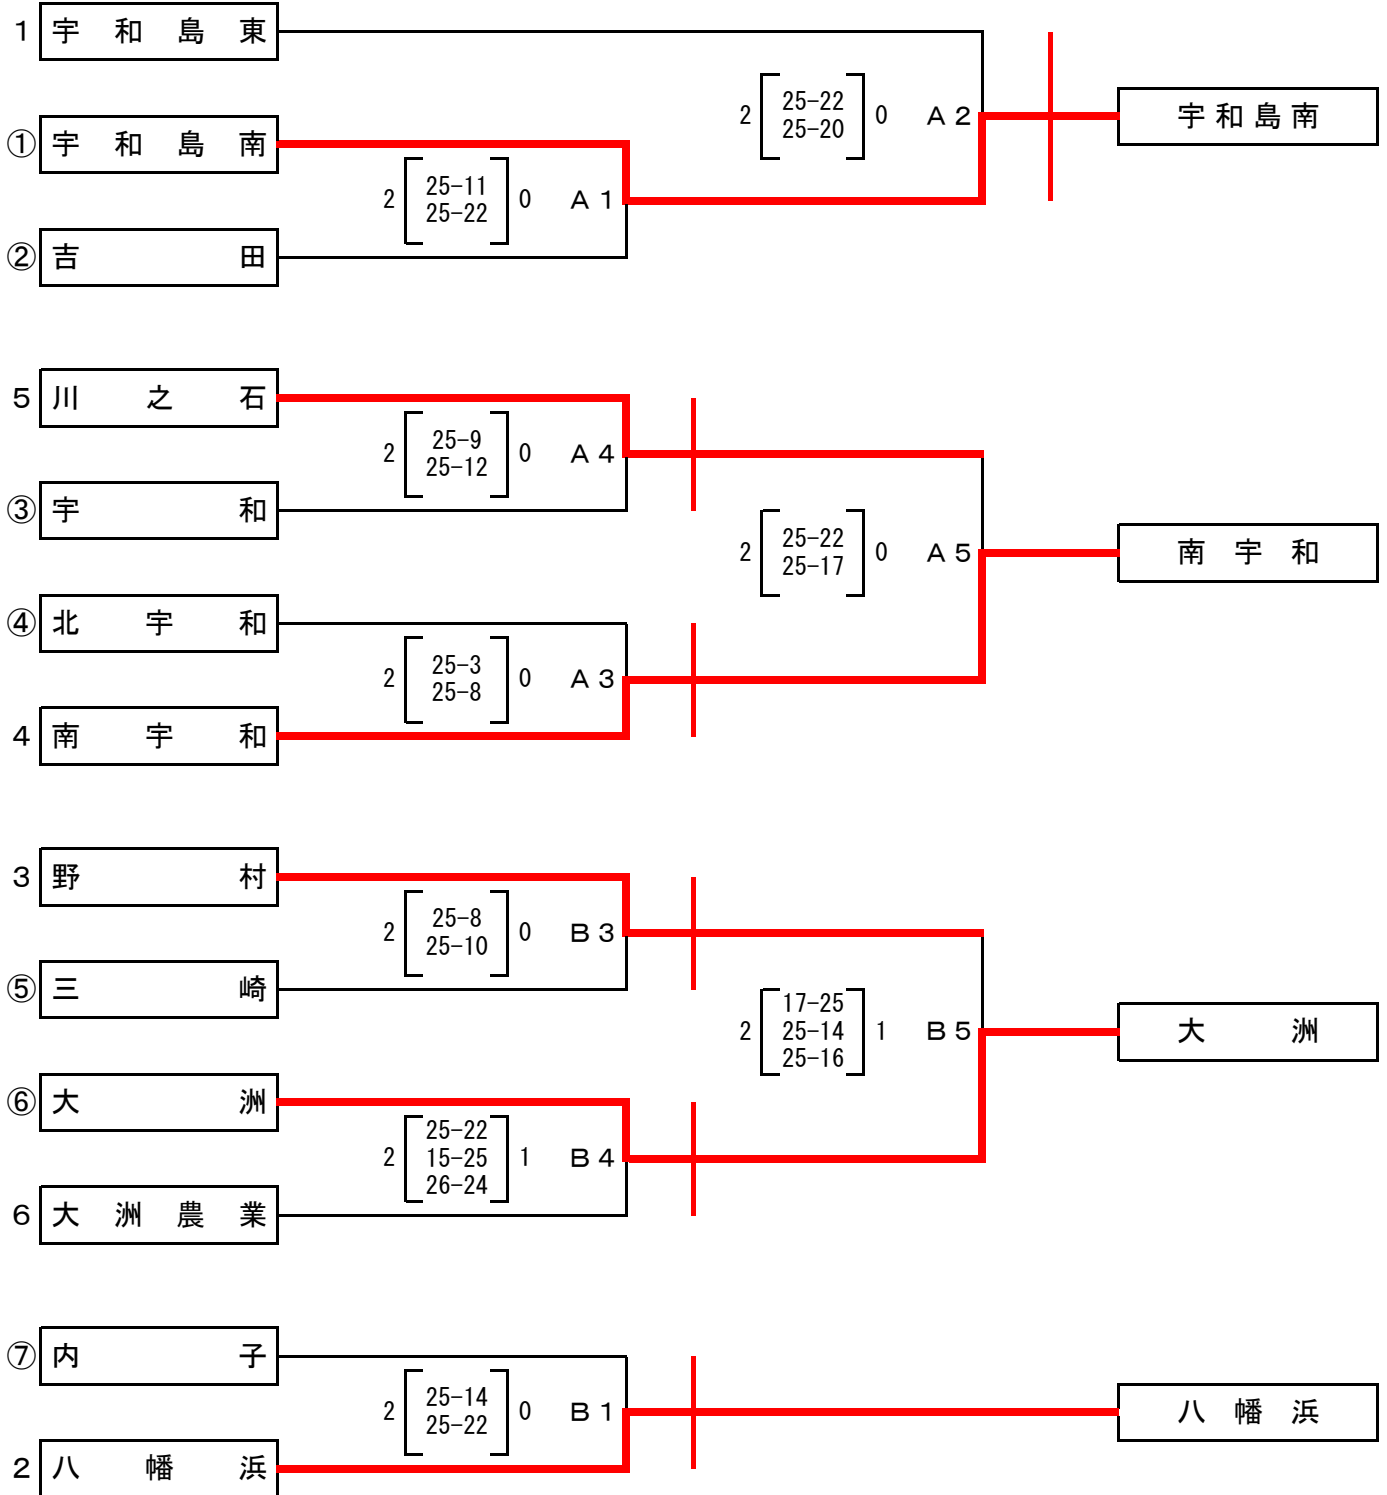 1 宇和島東
2 25-22 0 A2
25-20
宇和島南
① 宇和島南
2 25-11 0 A1
25-22
② 吉田
5 川之石
2 25-9 0 A4
25-12
③ 宇和
2 25-22 0 A5
25-17
南宇和
④ 北宇和
2 25-3 0 A3
25-8
4 南宇和
3 野村
2 25-8 0 B3
25-10
⑤ 三崎
17-25
2 25-14 1 B5
25-16
大洲
⑥ 大洲
25-22
2 15-25 1 B4
26-24
6 大洲農業
⑦ 内子
2 25-14 0 B1
25-22
八幡浜
2 八幡浜